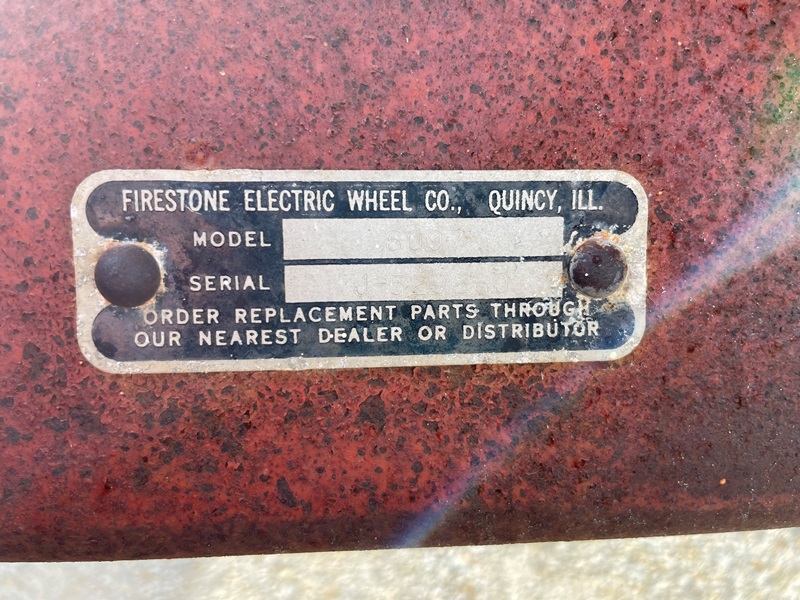 FIRESTONE ELECTRIC WHEEL CO., QUINCY, ILL.
MODEL
SERIAL
ORDER REPLACEMENT PARTS THROUGH
OUR NEAREST DEALER OR DISTRIBUTOR